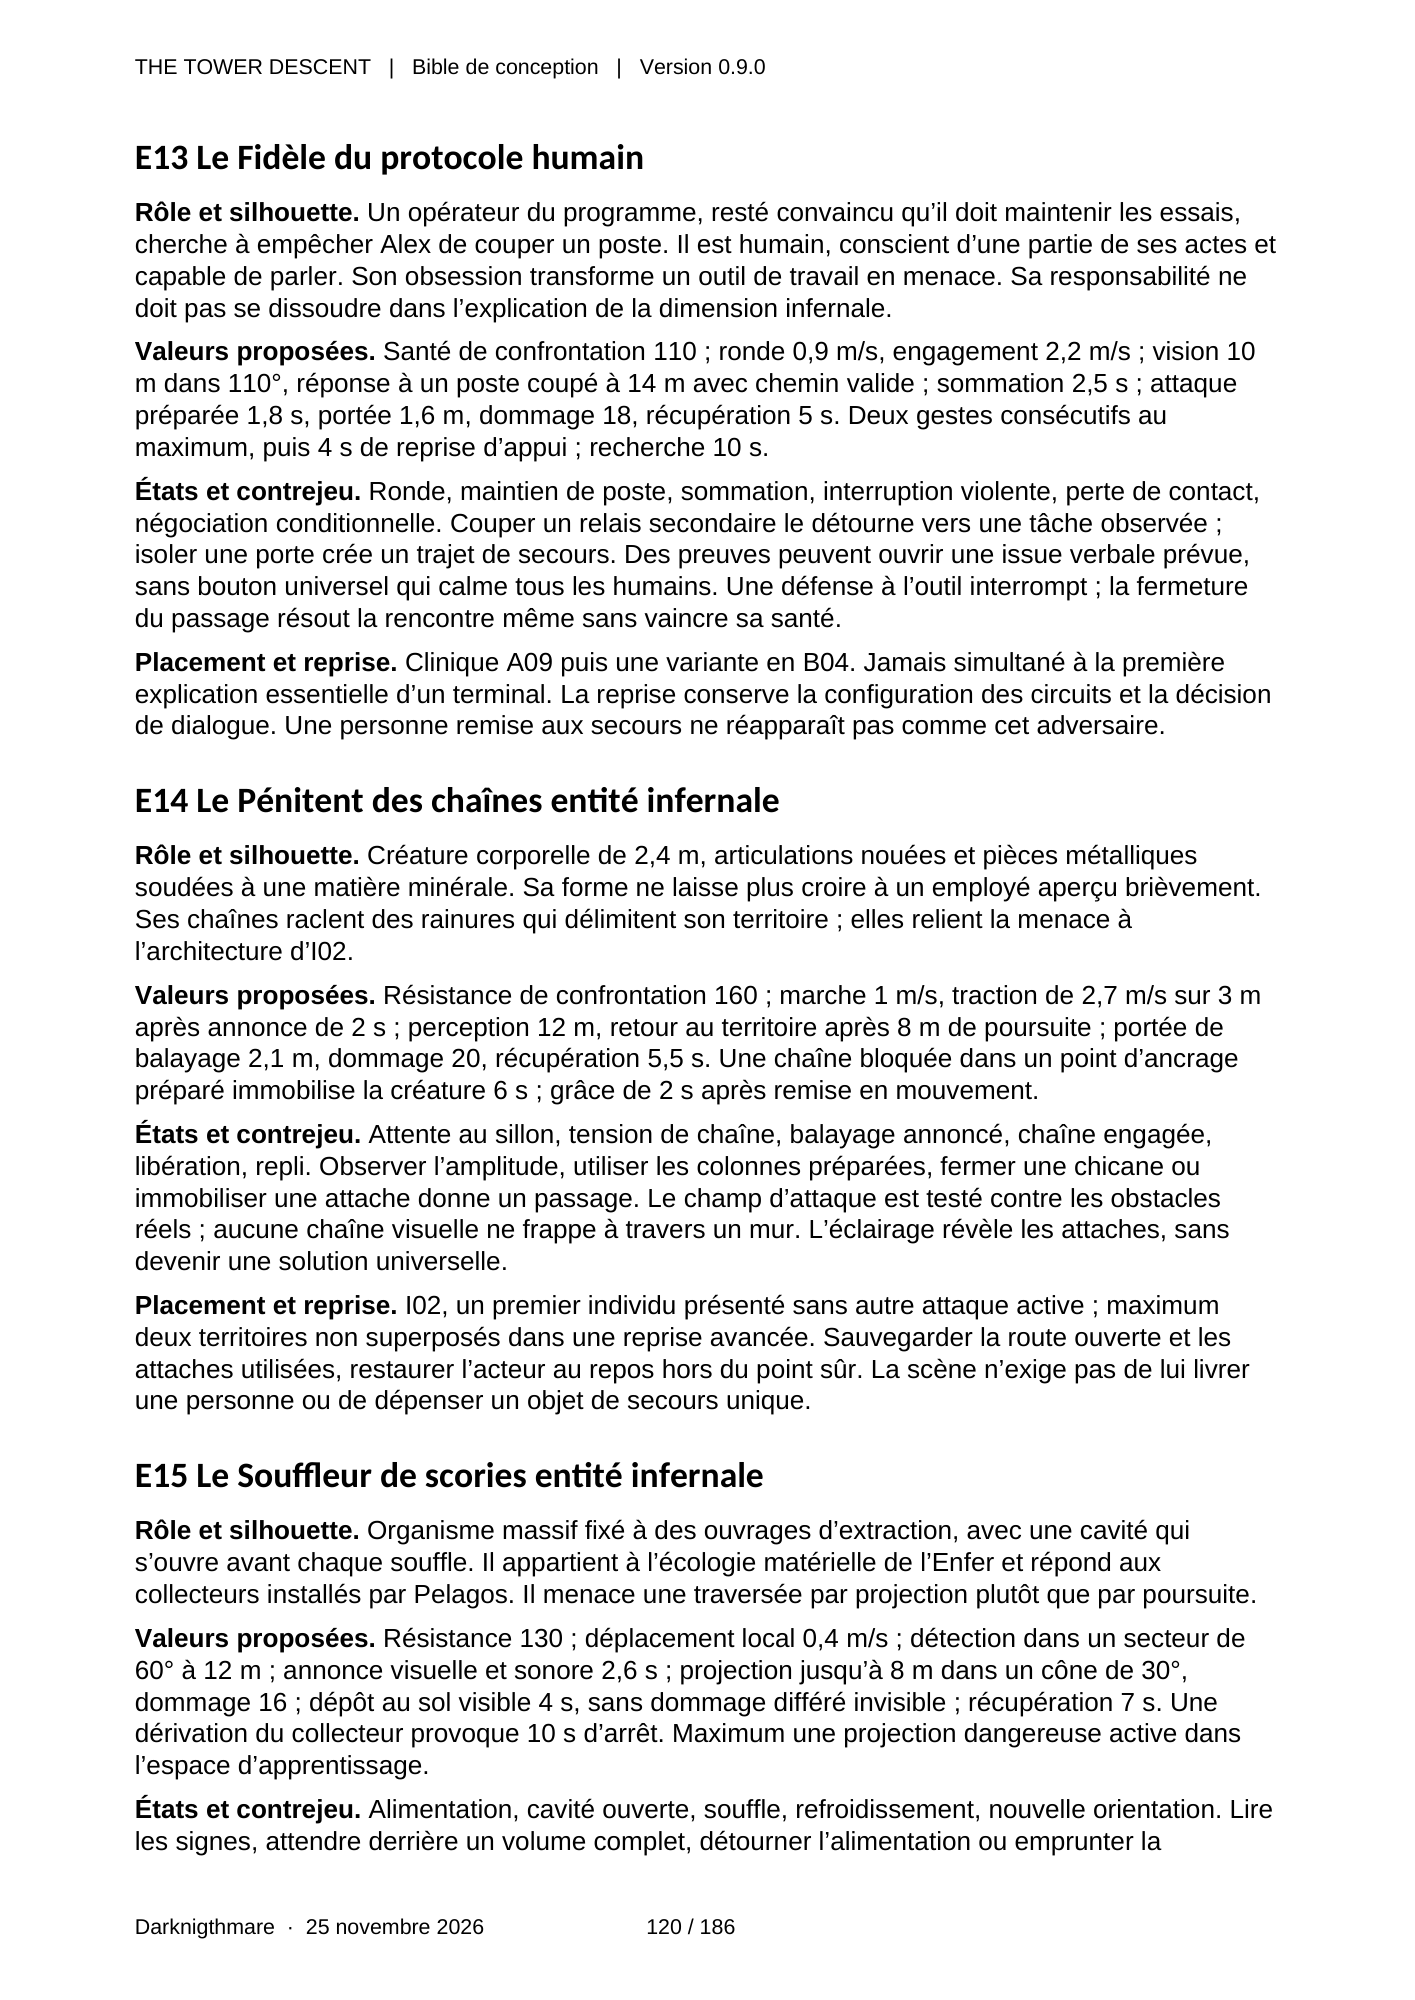 THE TOWER DESCENT | Bible de conception | Version 0.9.0
E13 Le Fidèle du protocole humain
Rôle et silhouette. Un opérateur du programme, resté convaincu qu’il doit maintenir les essais,
cherche à empêcher Alex de couper un poste. Il est humain, conscient d’une partie de ses actes et
capable de parler. Son obsession transforme un outil de travail en menace. Sa responsabilité ne
doit pas se dissoudre dans l’explication de la dimension infernale.
Valeurs proposées. Santé de confrontation 110 ; ronde 0,9 m/s, engagement 2,2 m/s ; vision 10
m dans 110°, réponse à un poste coupé à 14 m avec chemin valide ; sommation 2,5 s ; attaque
préparée 1,8 s, portée 1,6 m, dommage 18, récupération 5 s. Deux gestes consécutifs au
maximum, puis 4 s de reprise d’appui ; recherche 10 s.
États et contrejeu. Ronde, maintien de poste, sommation, interruption violente, perte de contact,
négociation conditionnelle. Couper un relais secondaire le détourne vers une tâche observée ;
isoler une porte crée un trajet de secours. Des preuves peuvent ouvrir une issue verbale prévue,
sans bouton universel qui calme tous les humains. Une défense à l’outil interrompt ; la fermeture
du passage résout la rencontre même sans vaincre sa santé.
Placement et reprise. Clinique A09 puis une variante en B04. Jamais simultané à la première
explication essentielle d’un terminal. La reprise conserve la configuration des circuits et la décision
de dialogue. Une personne remise aux secours ne réapparaît pas comme cet adversaire.
E14 Le Pénitent des chaînes entité infernale
Rôle et silhouette. Créature corporelle de 2,4 m, articulations nouées et pièces métalliques
soudées à une matière minérale. Sa forme ne laisse plus croire à un employé aperçu brièvement.
Ses chaînes raclent des rainures qui délimitent son territoire ; elles relient la menace à
l’architecture d’I02.
Valeurs proposées. Résistance de confrontation 160 ; marche 1 m/s, traction de 2,7 m/s sur 3 m
après annonce de 2 s ; perception 12 m, retour au territoire après 8 m de poursuite ; portée de
balayage 2,1 m, dommage 20, récupération 5,5 s. Une chaîne bloquée dans un point d’ancrage
préparé immobilise la créature 6 s ; grâce de 2 s après remise en mouvement.
États et contrejeu. Attente au sillon, tension de chaîne, balayage annoncé, chaîne engagée,
libération, repli. Observer l’amplitude, utiliser les colonnes préparées, fermer une chicane ou
immobiliser une attache donne un passage. Le champ d’attaque est testé contre les obstacles
réels ; aucune chaîne visuelle ne frappe à travers un mur. L’éclairage révèle les attaches, sans
devenir une solution universelle.
Placement et reprise. I02, un premier individu présenté sans autre attaque active ; maximum
deux territoires non superposés dans une reprise avancée. Sauvegarder la route ouverte et les
attaches utilisées, restaurer l’acteur au repos hors du point sûr. La scène n’exige pas de lui livrer
une personne ou de dépenser un objet de secours unique.
E15 Le Souffleur de scories entité infernale
Rôle et silhouette. Organisme massif fixé à des ouvrages d’extraction, avec une cavité qui
s’ouvre avant chaque souffle. Il appartient à l’écologie matérielle de l’Enfer et répond aux
collecteurs installés par Pelagos. Il menace une traversée par projection plutôt que par poursuite.
Valeurs proposées. Résistance 130 ; déplacement local 0,4 m/s ; détection dans un secteur de
60° à 12 m ; annonce visuelle et sonore 2,6 s ; projection jusqu’à 8 m dans un cône de 30°,
dommage 16 ; dépôt au sol visible 4 s, sans dommage différé invisible ; récupération 7 s. Une
dérivation du collecteur provoque 10 s d’arrêt. Maximum une projection dangereuse active dans
l’espace d’apprentissage.
États et contrejeu. Alimentation, cavité ouverte, souffle, refroidissement, nouvelle orientation. Lire
les signes, attendre derrière un volume complet, détourner l’alimentation ou emprunter la
Darknigthmare · 25 novembre 2026 120 / 186